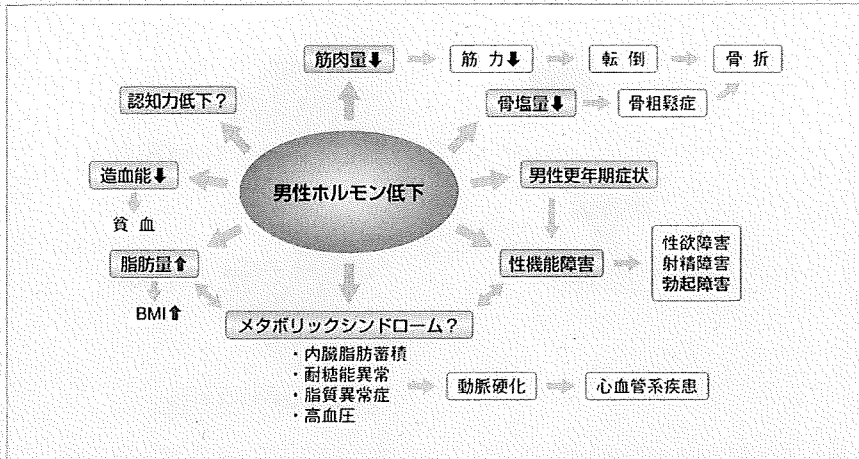 筋肉量⬇
筋力⬇
転倒
骨折
認知力低下？
骨塩量⬇
骨粗鬆症
造血能⬇
男性ホルモン低下
男性更年期症状
貧血
脂肪量⬆
性機能障害
性欲障害
射精障害
勃起障害
BMI⬆
メタボリックシンドローム？
・内臓脂肪蓄積
・耐糖能異常
・脂質異常症
・高血圧
動脈硬化
心血管系疾患